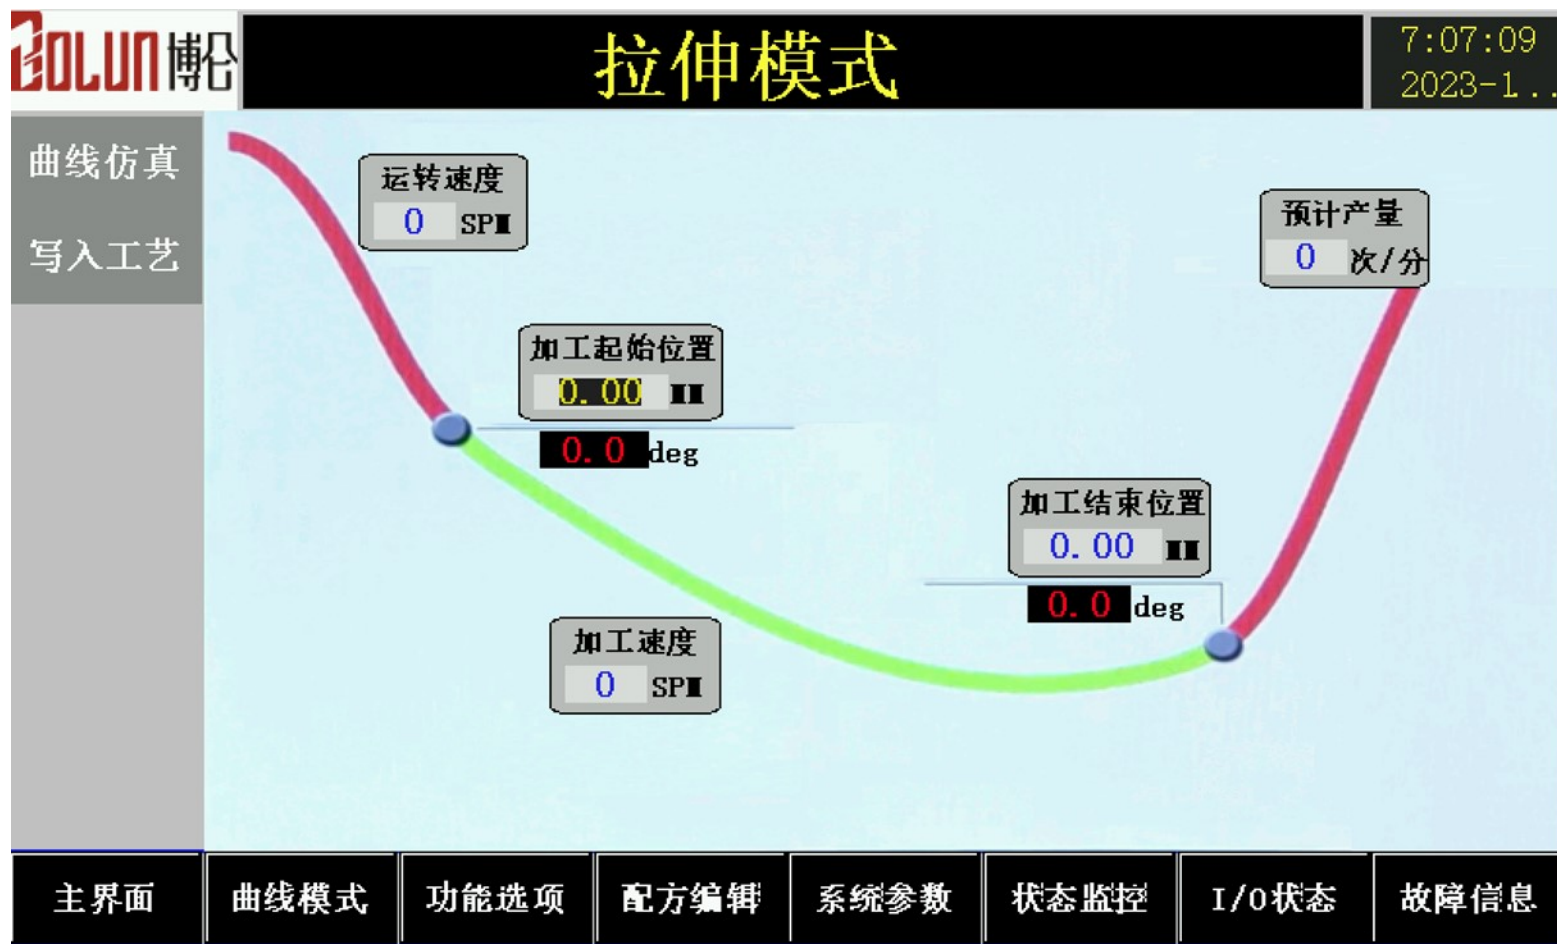 BOLUN博伦
拉伸模式
7:07:09
2023-1..
曲线仿真
写入工艺
运转速度
0 SPM
预计产量
0 次/分
加工起始位置
0.00 MM
0.0 deg
加工结束位置
0.00 MM
0.0 deg
加工速度
0 SPM
主界面 曲线模式 功能选项 配方编辑 系统参数 状态监控 I/O状态 故障信息